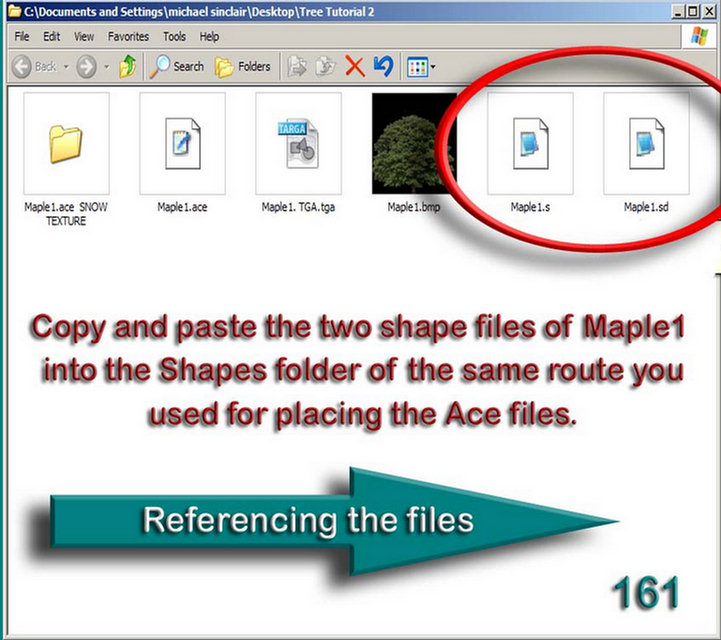 C:\Documents and Settings\michael sinclair\Desktop\Tree Tutorial 2
File Edit View Favorites Tools Help
Back Search Folders
TARGA
Maple1.ace SNOW TEXTURE
Maple1.ace
Maple1. TGA.tga
Maple1.bmp
Maple1.s
Maple1.sd
Copy and paste the two shape files of Maple1
into the Shapes folder of the same route you
used for placing the Ace files.
Referencing the files
161